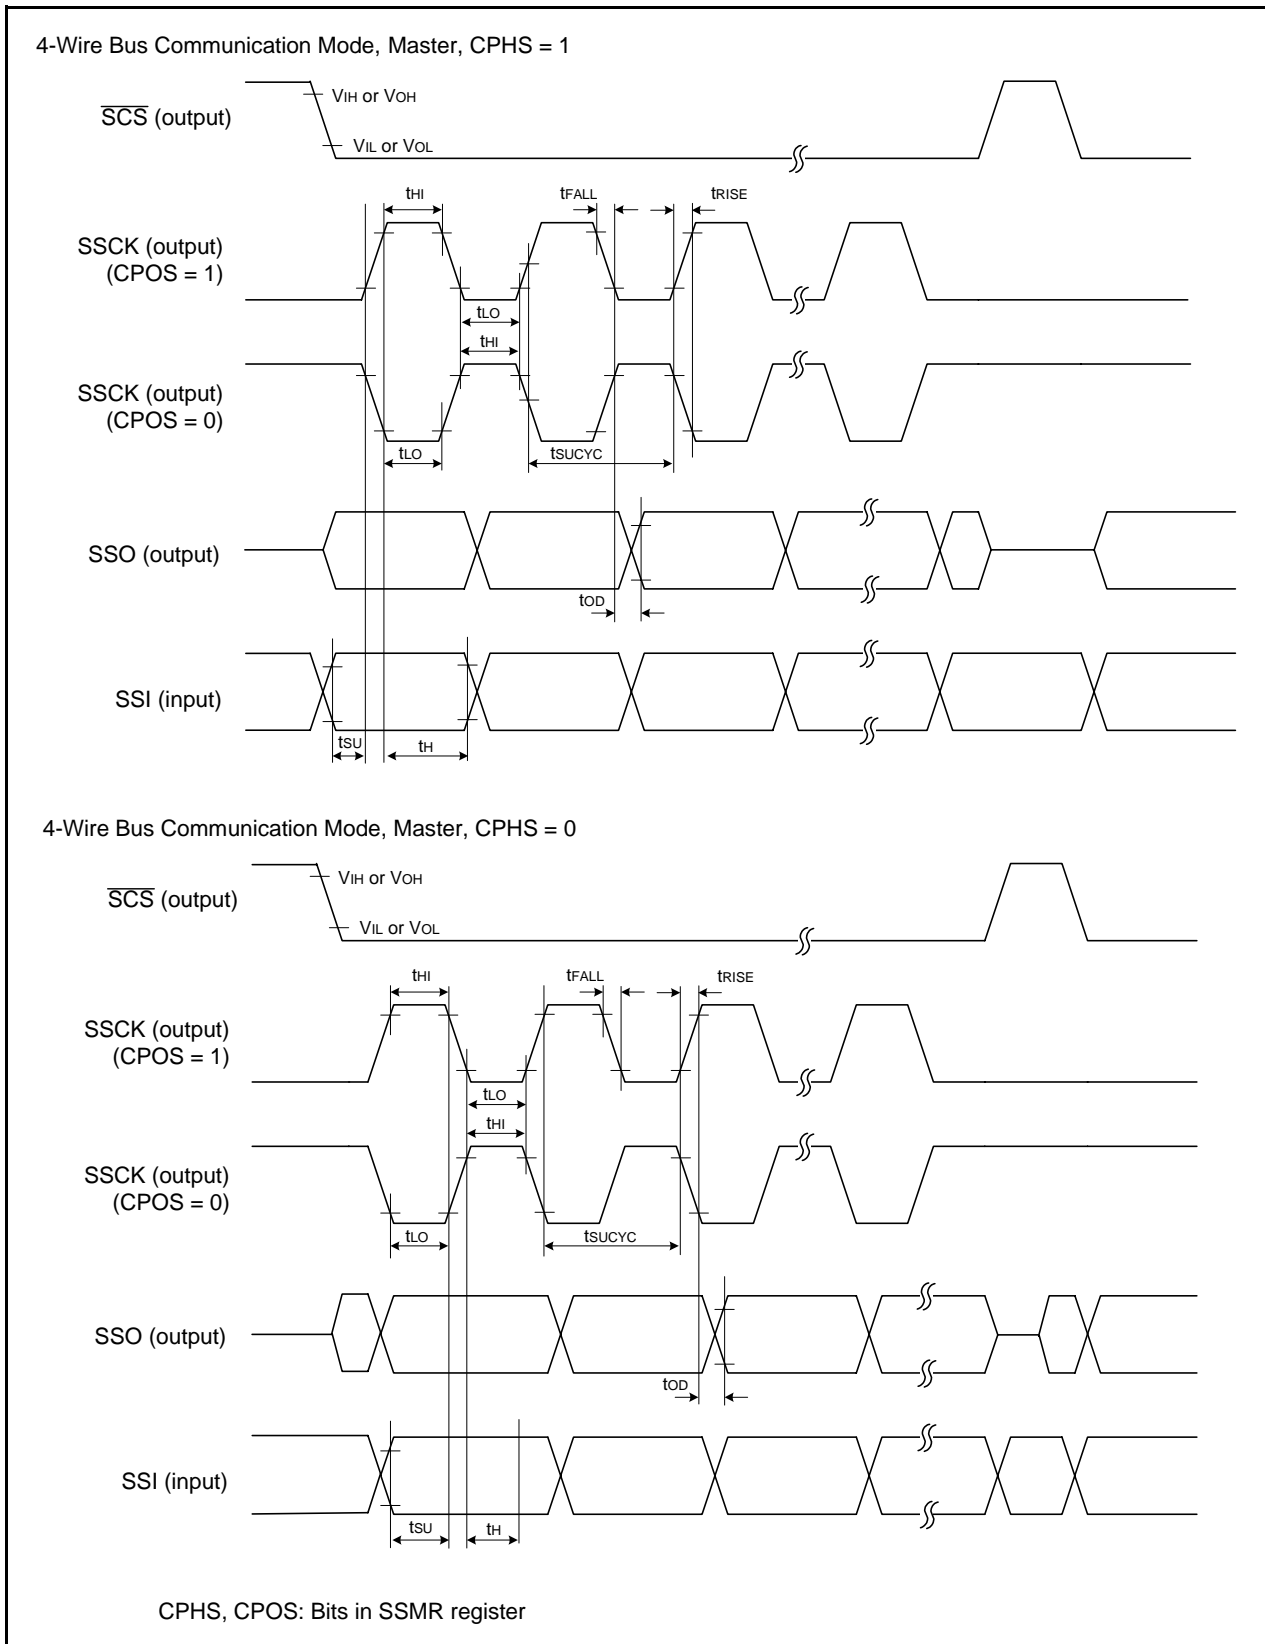 4-Wire Bus Communication Mode, Master, CPHS = 1
SCS (output)
VIH or VOH
VIL or VOL
tHI
tFALL
tRISE
SSCK (output)
(CPOS = 1)
tLO
tHI
SSCK (output)
(CPOS = 0)
tLO
tSUCYC
SSO (output)
tOD
SSI (input)
tSU
tH
4-Wire Bus Communication Mode, Master, CPHS = 0
SCS (output)
VIH or VOH
VIL or VOL
tHI
tFALL
tRISE
SSCK (output)
(CPOS = 1)
tLO
tHI
SSCK (output)
(CPOS = 0)
tLO
tSUCYC
SSO (output)
tOD
SSI (input)
tSU
tH
CPHS, CPOS: Bits in SSMR register